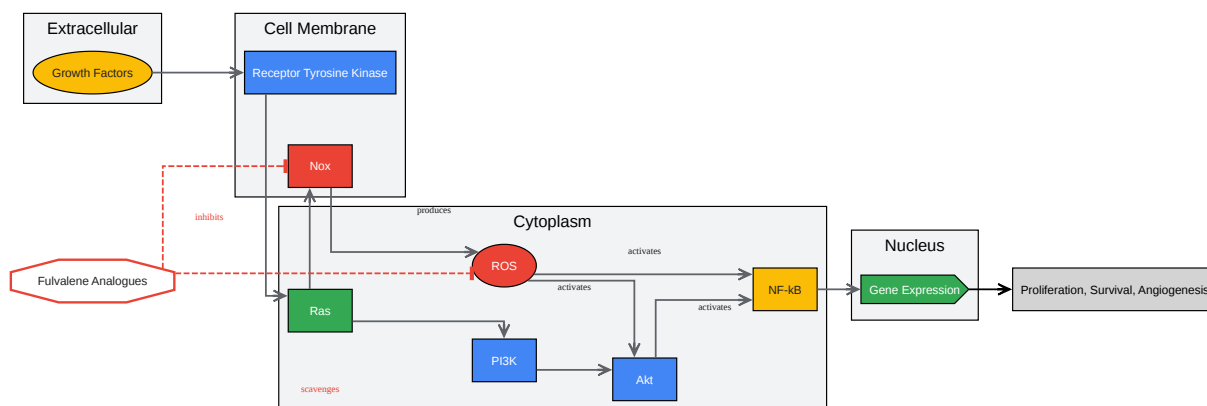 Extracellular
Cell Membrane
Growth Factors
Receptor Tyrosine Kinase
Nox
inhibits
produces
Cytoplasm
Nucleus
Fulvalene Analogues
ROS
activates
activates
NF-kB
Gene Expression
Proliferation, Survival, Angiogenesis
Ras
activates
PI3K
Akt
scavenges